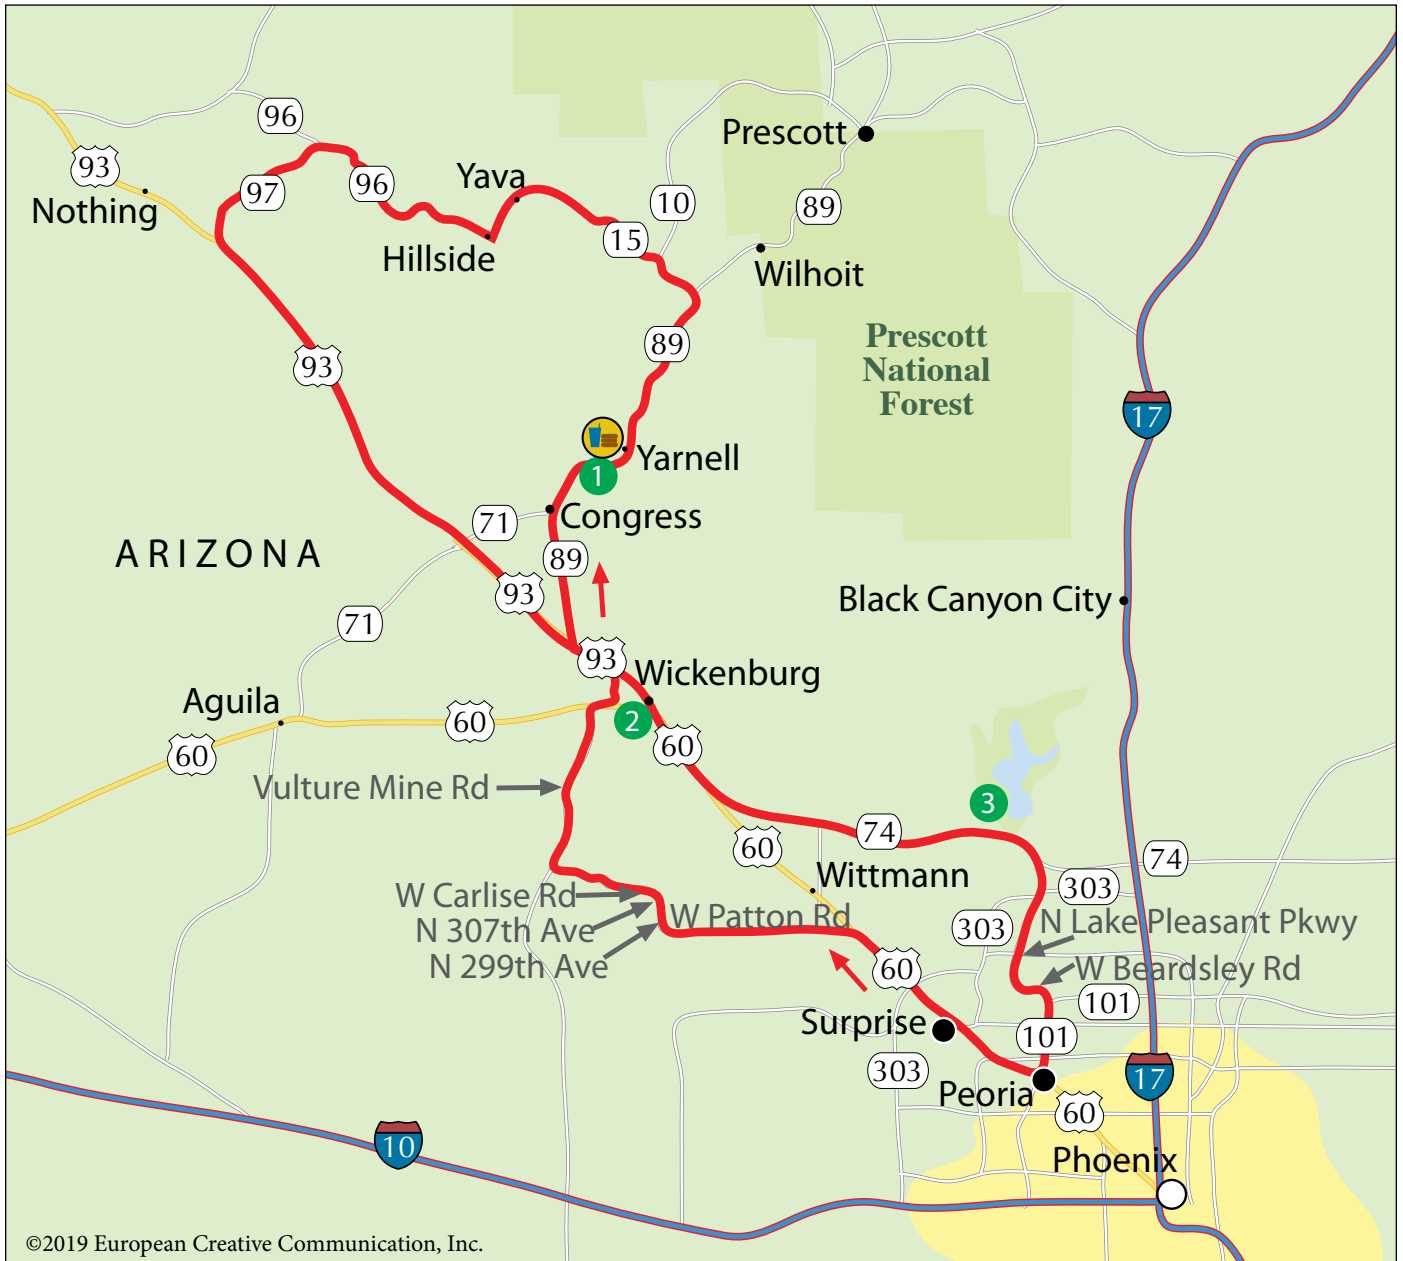 96
Prescott
93
97
96
Yava
10
89
Nothing
15
Hillside
Wilhoit
89
Prescott
National
Forest
93
17
Yarnell
1
71
Congress
ARIZONA
89
93
Black Canyon City
71
93
Wickenburg
Aguila
60
2
60
60
Vulture Mine Rd
3
74
60
74
Wittmann
303
W Carlise Rd
W Patton Rd
303
N Lake Pleasant Pkwy
N 307th Ave
N 299th Ave
60
W Beardsley Rd
101
Surprise
101
303
17
Peoria
60
10
Phoenix
©2019 European Creative Communication, Inc.